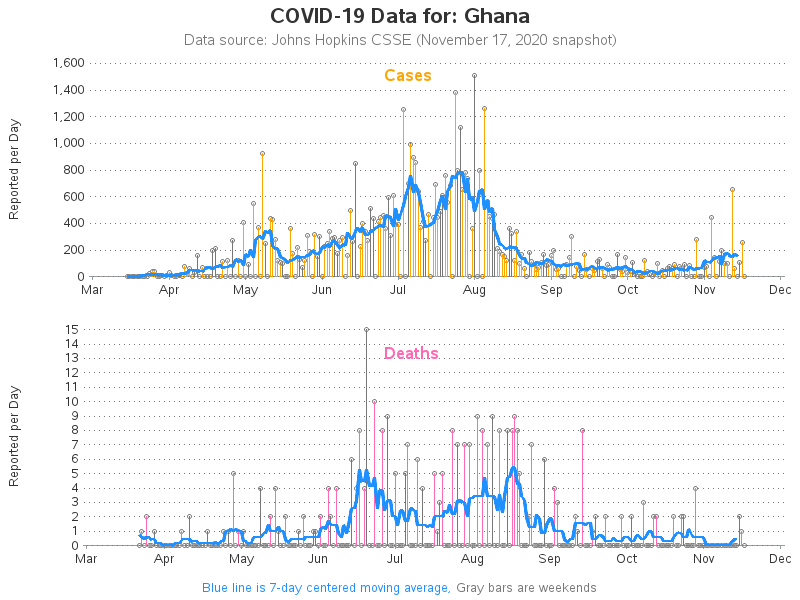 COVID-19 Data for: Ghana
Data source: Johns Hopkins CSSE (November 17, 2020 snapshot)
Reported per Day
Cases
1,600
1,400
1,200
1,000
800
600
400
200
0
Mar Apr May Jun Jul Aug Sep Oct Nov Dec
Reported per Day
Deaths
15
14
13
12
11
10
9
8
7
6
5
4
3
2
1
0
Mar Apr May Jun Jul Aug Sep Oct Nov Dec
Blue line is 7-day centered moving average, Gray bars are weekends